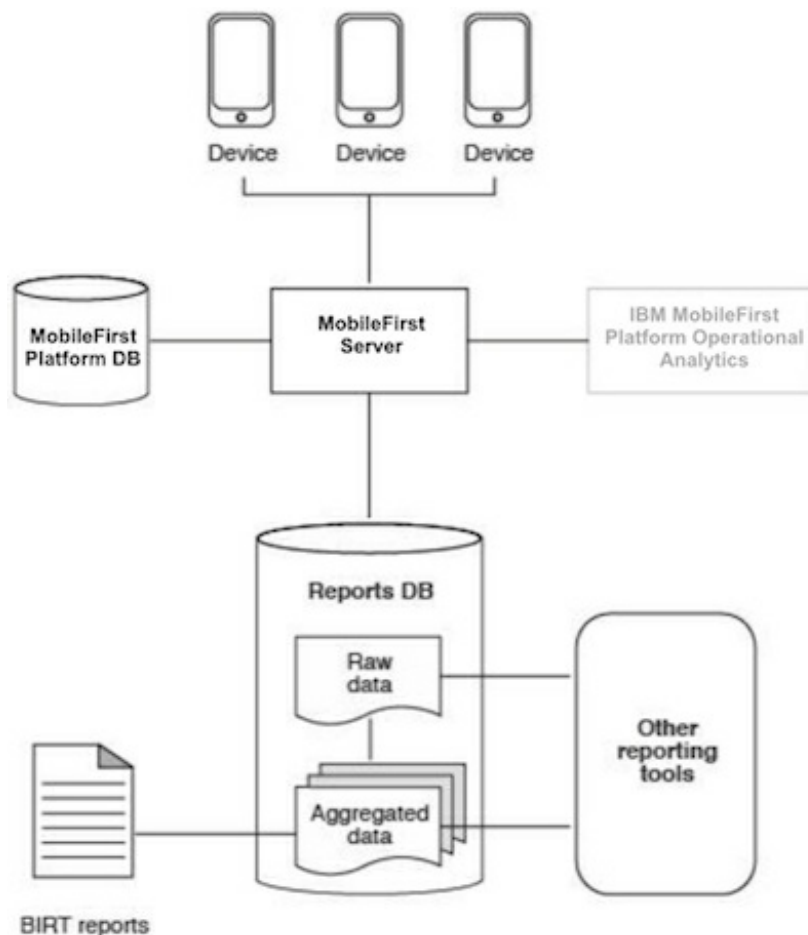 Device
Device
Device
MobileFirst
Platform DB
MobileFirst
Server
IBM MobileFirst
Platform Operational
Analytics
Reports DB
Raw
data
Other
reporting
tools
Aggregated
data
BIRT reports